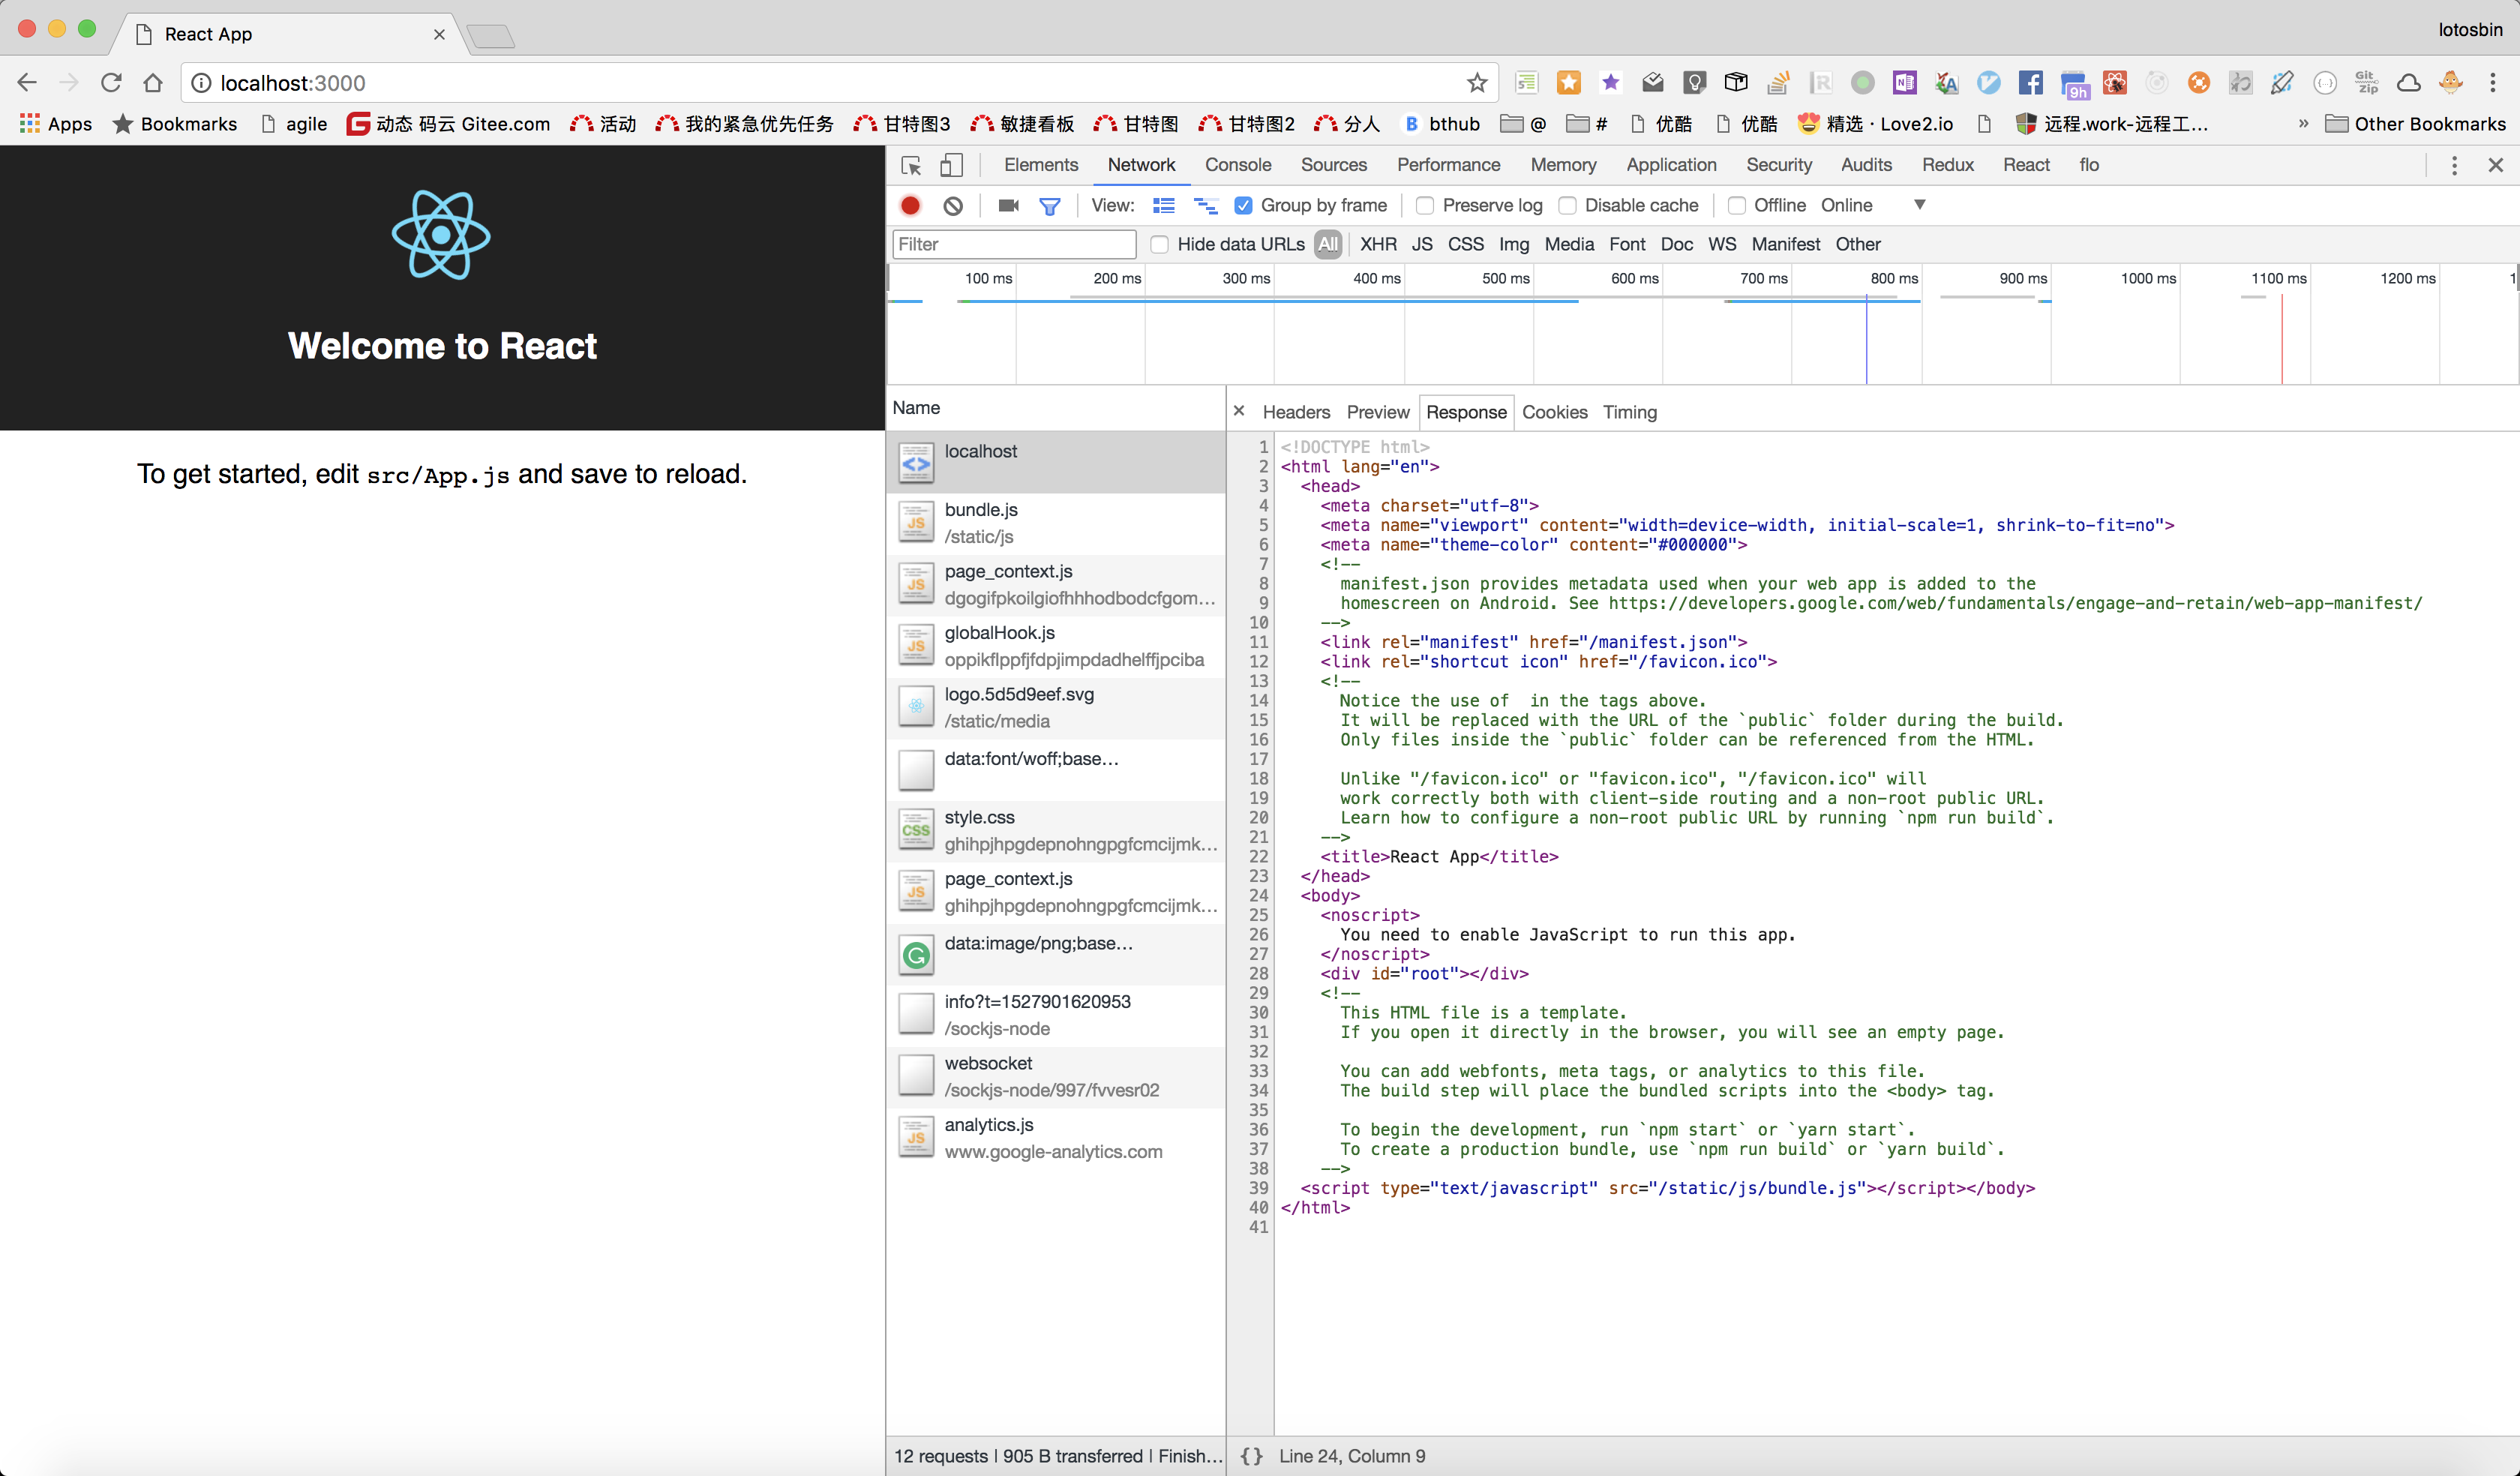 React App
lotosbin
localhost:3000
Apps Bookmarks agile 动态 码云 Gitee.com 活动 我的紧急优先任务 甘特图3 敏捷看板 甘特图 甘特图2 分人 B bthub @ # 优酷 优酷 精选 · Love2.io 远程.work-远程工... » Other Bookmarks
9h
Git Zip
Welcome to React
To get started, edit src/App.js and save to reload.
Elements Network Console Sources Performance Memory Application Security Audits Redux React flo
View: Group by frame Preserve log Disable cache Offline Online
Filter Hide data URLs All XHR JS CSS Img Media Font Doc WS Manifest Other
100 ms 200 ms 300 ms 400 ms 500 ms 600 ms 700 ms 800 ms 900 ms 1000 ms 1100 ms 1200 ms 1
Name
localhost
bundle.js
/static/js
page_context.js
dgogifpkoilgiofhhhodbodcfgom...
globalHook.js
oppikflppfjfdpjimpdadhelffjpciba
logo.5d5d9eef.svg
/static/media
data:font/woff;base...
style.css
ghihpjhpgdepnohngpgfcmcijmk...
page_context.js
ghihpjhpgdepnohngpgfcmcijmk...
data:image/png;base...
info?t=1527901620953
/sockjs-node
websocket
/sockjs-node/997/fvvesr02
analytics.js
www.google-analytics.com
12 requests | 905 B transferred | Finish...
Headers Preview Response Cookies Timing
1 <!DOCTYPE html>
2 <html lang="en">
3 <head>
4 <meta charset="utf-8">
5 <meta name="viewport" content="width=device-width, initial-scale=1, shrink-to-fit=no">
6 <meta name="theme-color" content="#000000">
7 <!--
8 manifest.json provides metadata used when your web app is added to the
9 homescreen on Android. See https://developers.google.com/web/fundamentals/engage-and-retain/web-app-manifest/
10 -->
11 <link rel="manifest" href="/manifest.json">
12 <link rel="shortcut icon" href="/favicon.ico">
13 <!--
14 Notice the use of  in the tags above.
15 It will be replaced with the URL of the `public` folder during the build.
16 Only files inside the `public` folder can be referenced from the HTML.
17
18 Unlike "/favicon.ico" or "favicon.ico", "/favicon.ico" will
19 work correctly both with client-side routing and a non-root public URL.
20 Learn how to configure a non-root public URL by running `npm run build`.
21 -->
22 <title>React App</title>
23 </head>
24 <body>
25 <noscript>
26 You need to enable JavaScript to run this app.
27 </noscript>
28 <div id="root"></div>
29 <!--
30 This HTML file is a template.
31 If you open it directly in the browser, you will see an empty page.
32
33 You can add webfonts, meta tags, or analytics to this file.
34 The build step will place the bundled scripts into the <body> tag.
35
36 To begin the development, run `npm start` or `yarn start`.
37 To create a production bundle, use `npm run build` or `yarn build`.
38 -->
39 <script type="text/javascript" src="/static/js/bundle.js"></script></body>
40 </html>
41
{} Line 24, Column 9